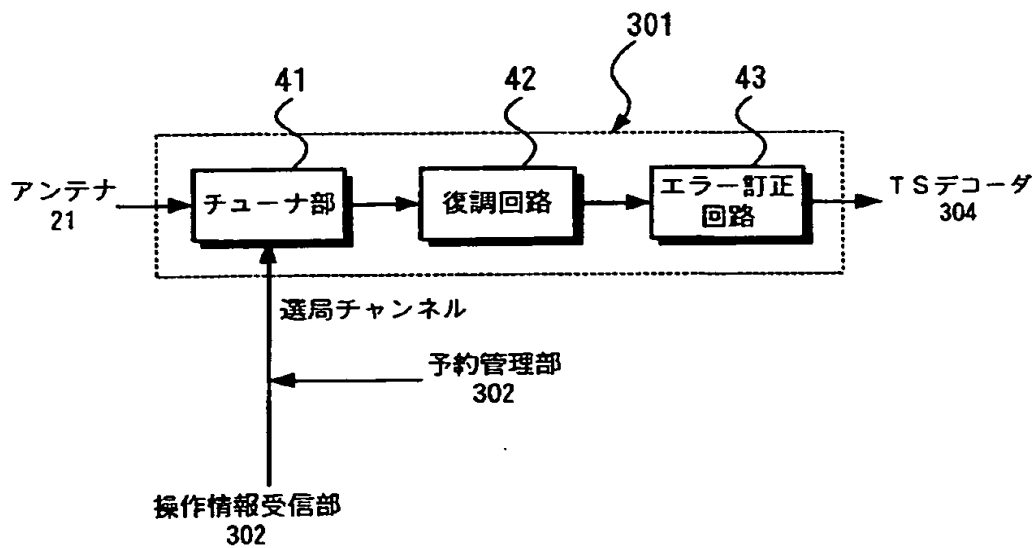 301
41
42
43
アンテナ
21
チューナ部
復調回路
エラー訂正
回路
TSデコーダ
304
選局チャンネル
予約管理部
302
操作情報受信部
302